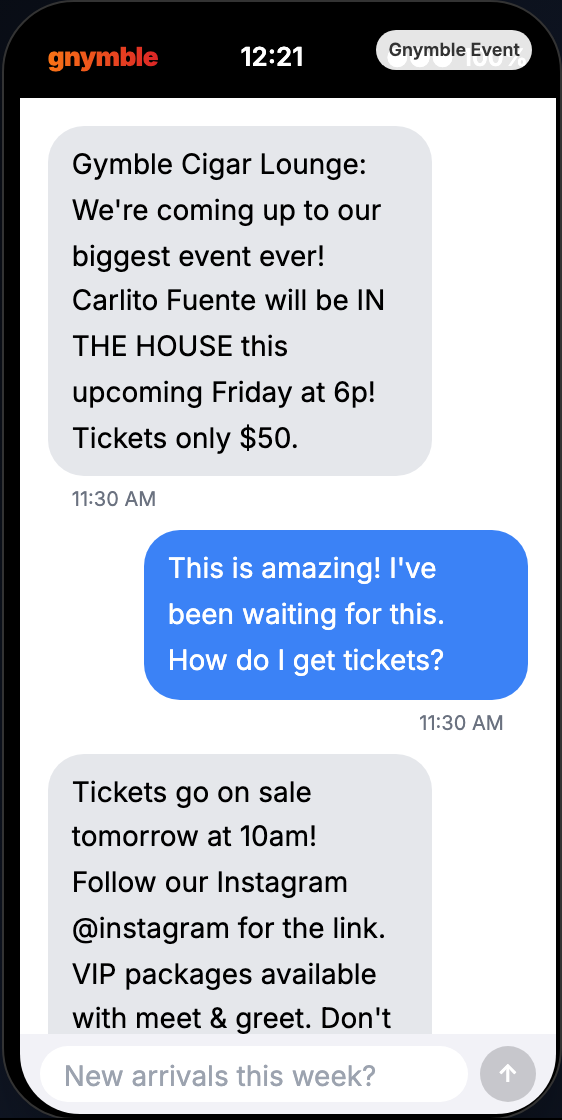 gnymble
12:21
Gnymble Event
100%
Gymble Cigar Lounge:
We're coming up to our
biggest event ever!
Carlito Fuente will be IN
THE HOUSE this
upcoming Friday at 6p!
Tickets only $50.
11:30 AM
This is amazing! I've
been waiting for this.
How do I get tickets?
11:30 AM
Tickets go on sale
tomorrow at 10am!
Follow our Instagram
@instagram for the link.
VIP packages available
with meet & greet. Don't
New arrivals this week?